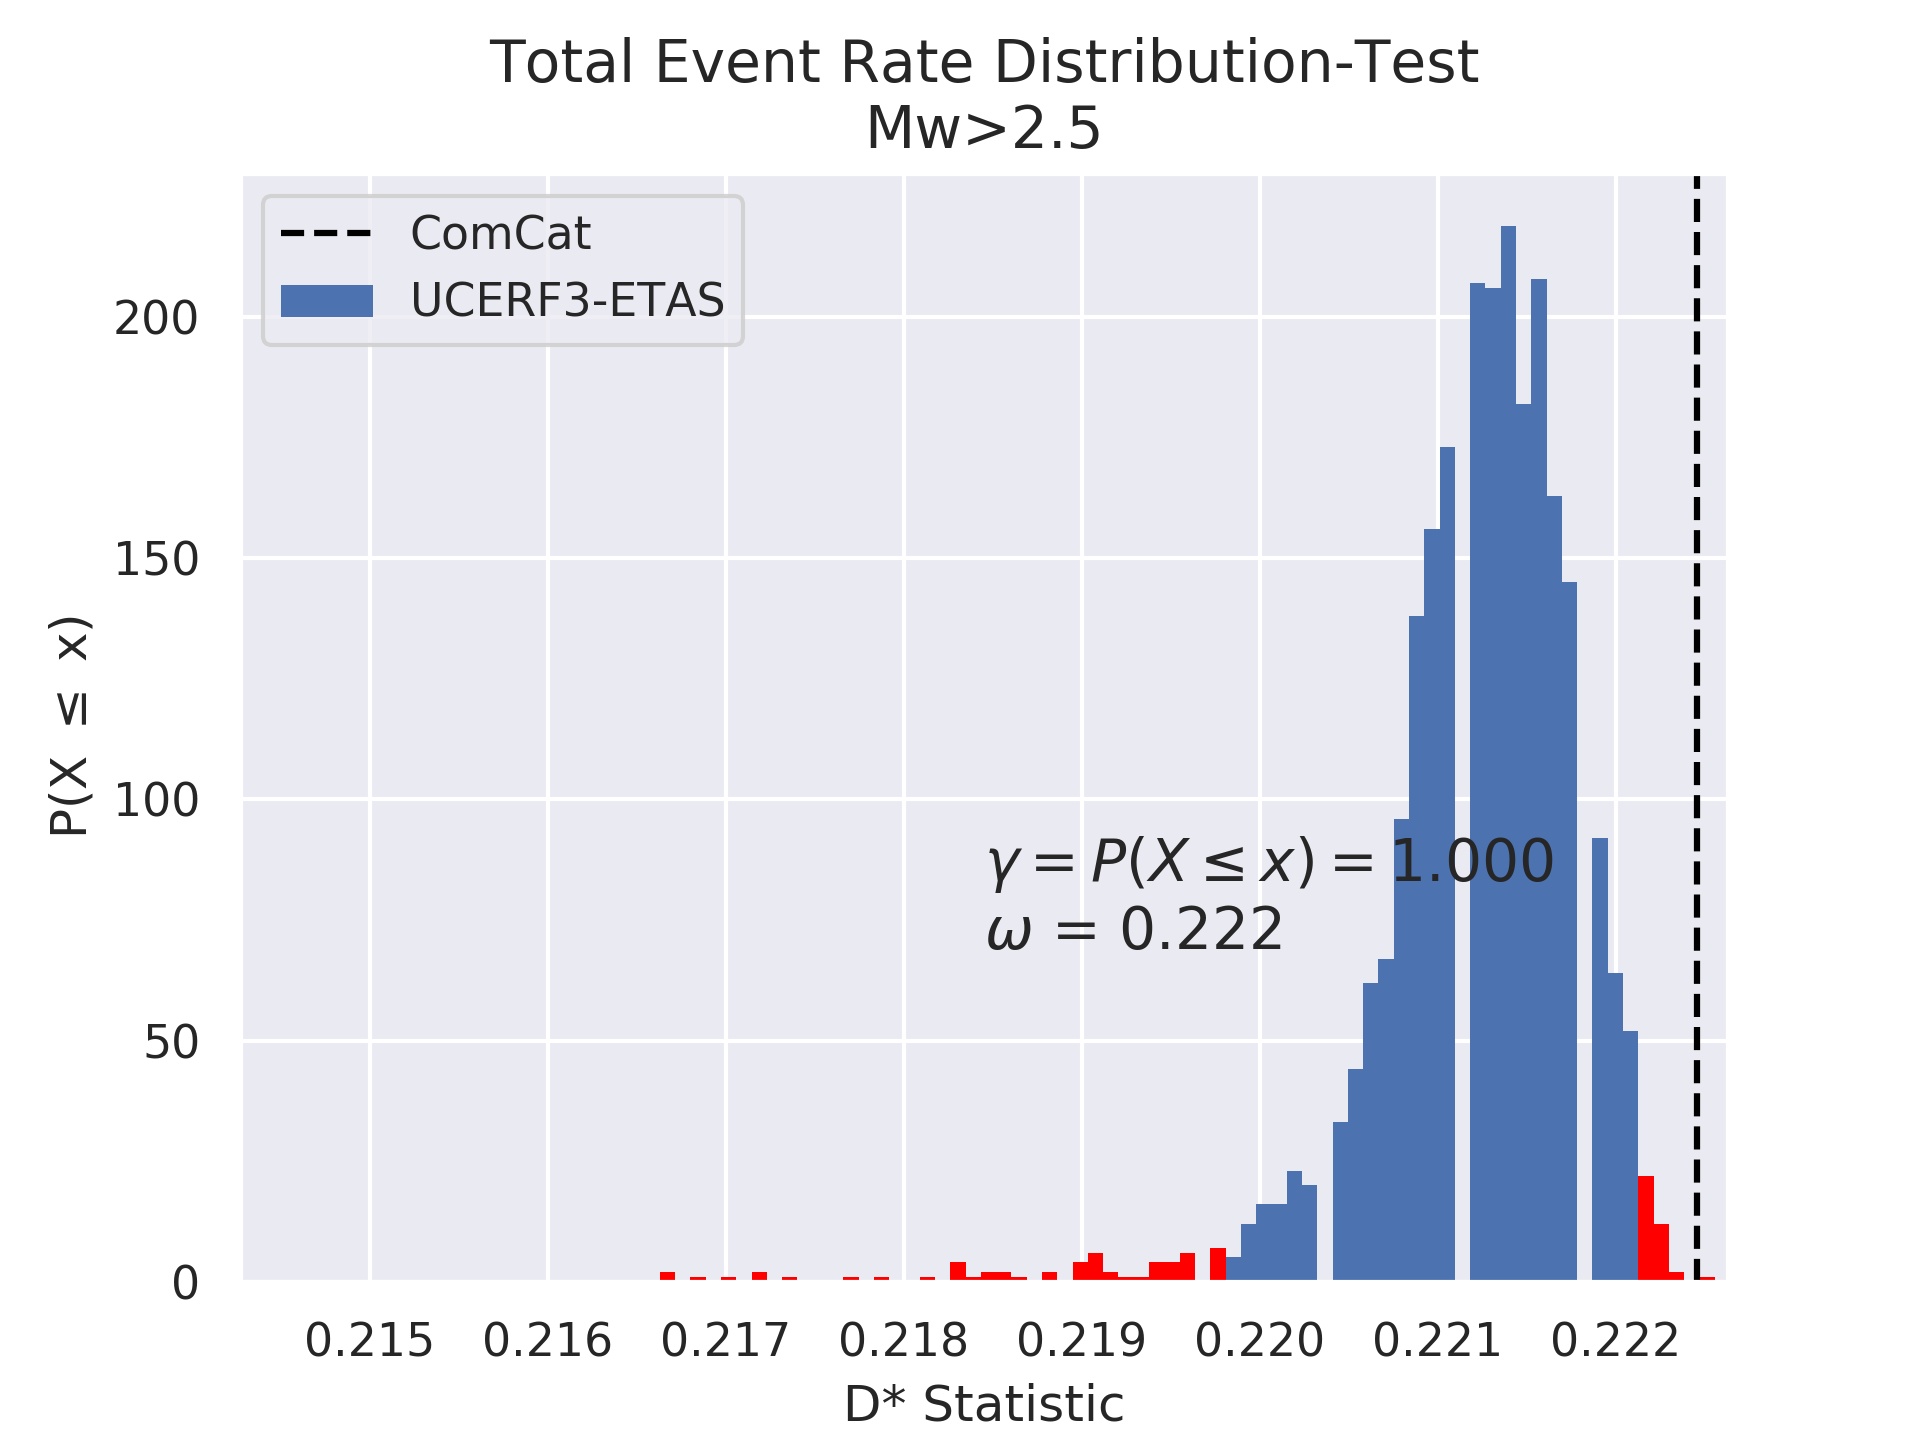 Total Event Rate Distribution-Test
Mw>2.5
ComCat
UCERF3-ETAS
200
150
100
50
0
P(X ≤ x)
γ = P(X ≤ x) = 1.000
ω = 0.222
0.215 0.216 0.217 0.218 0.219 0.220 0.221 0.222
D* Statistic